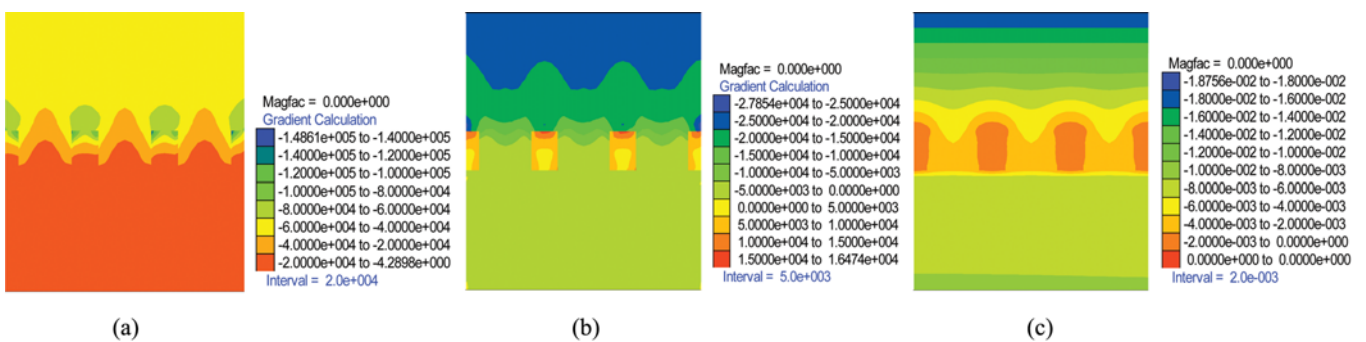 Magfac = 0.000e+000
Gradient Calculation
-1.4861e+005 to -1.4000e+005
-1.4000e+005 to -1.2000e+005
-1.2000e+005 to -1.0000e+005
-1.0000e+005 to -8.0000e+004
-8.0000e+004 to -6.0000e+004
-6.0000e+004 to -4.0000e+004
-4.0000e+004 to -2.0000e+004
-2.0000e+004 to -4.2898e+000
Interval = 2.0e+004
(a)
Magfac = 0.000e+000
Gradient Calculation
-2.7854e+004 to -2.5000e+004
-2.5000e+004 to -2.0000e+004
-2.0000e+004 to -1.5000e+004
-1.5000e+004 to -1.0000e+004
-1.0000e+004 to -5.0000e+003
-5.0000e+003 to 0.0000e+000
0.0000e+000 to 5.0000e+003
5.0000e+003 to 1.0000e+004
1.0000e+004 to 1.5000e+004
1.5000e+004 to 1.6474e+004
Interval = 5.0e+003
(b)
Magfac = 0.000e+000
-1.8756e-002 to -1.8000e-002
-1.8000e-002 to -1.6000e-002
-1.6000e-002 to -1.4000e-002
-1.4000e-002 to -1.2000e-002
-1.2000e-002 to -1.0000e-002
-1.0000e-002 to -8.0000e-003
-8.0000e-003 to -6.0000e-003
-6.0000e-003 to -4.0000e-003
-4.0000e-003 to -2.0000e-003
-2.0000e-003 to 0.0000e+000
0.0000e+000 to 0.0000e+000
Interval = 2.0e-003
(c)